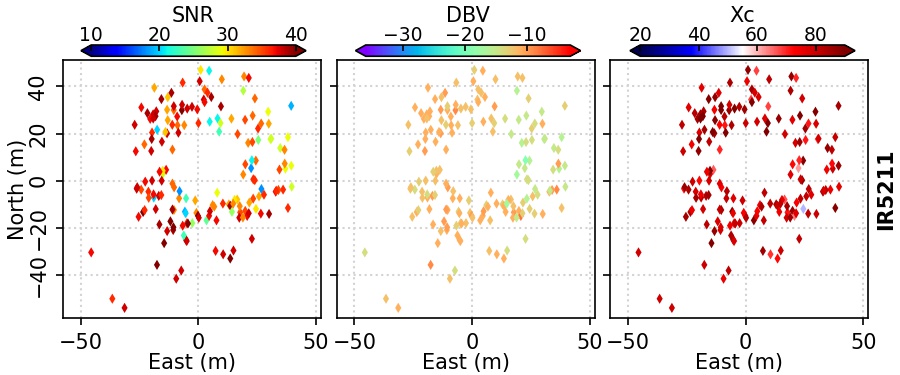 SNR DBV Xc
10 20 30 40 −30 −20 −10 20 40 60 80
40
20
0
−20
−40
North (m)
−50 0 50 −50 0 50 −50 0 50
East (m) East (m) East (m)
IR5211